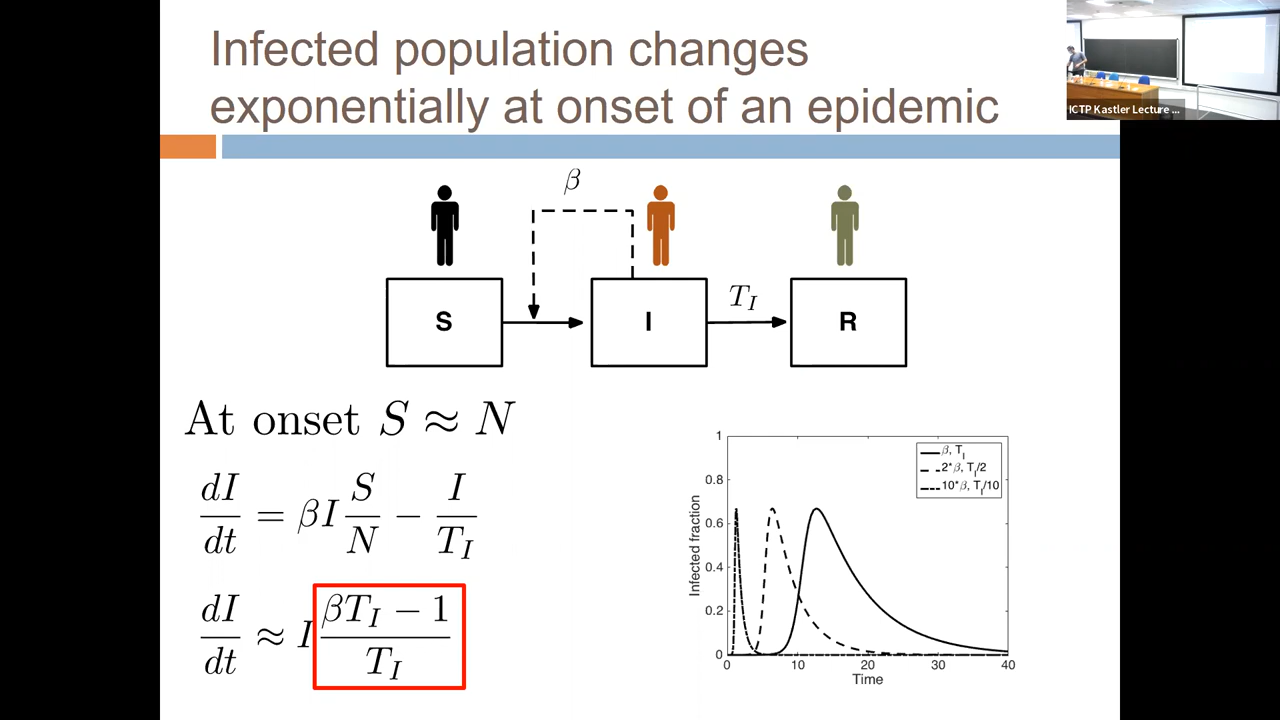 Infected population changes
exponentially at onset of an epidemic
ICTP Kastler Lecture ...
β
S
I
T_I
R
At onset S ≈ N
dI/dt = βI S/N − I/T_I
dI/dt ≈ I (βT_I − 1)/T_I
β, T_I
2*β, T_I/2
10*β, T_I/10
Infected fraction
1
0.8
0.6
0.4
0.2
0
0 10 20 30 40
Time